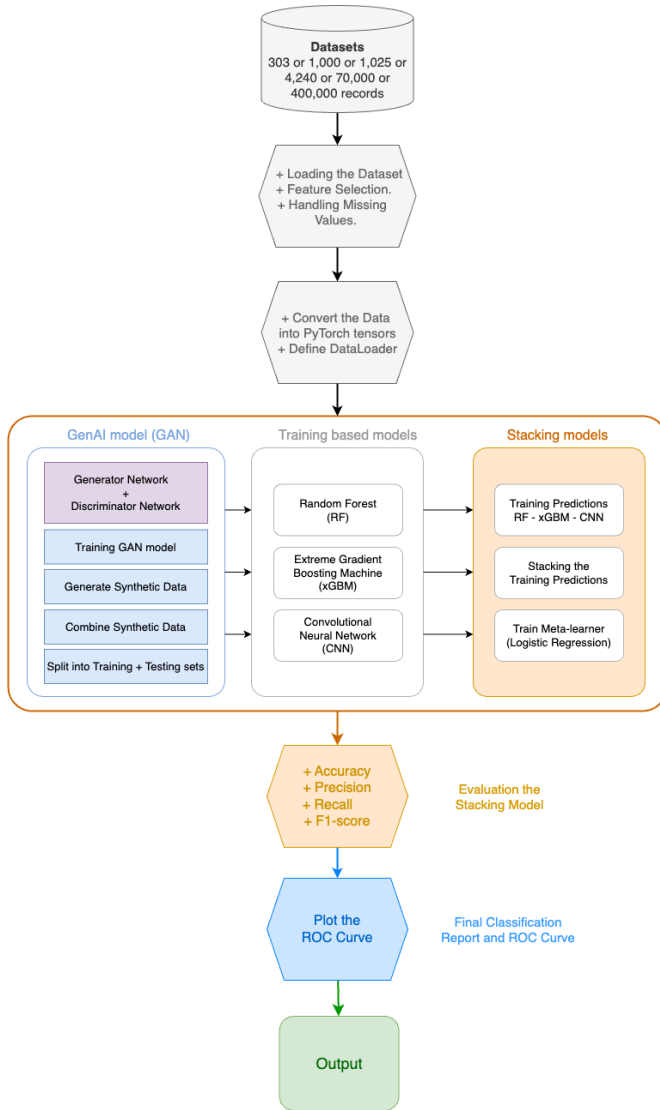 Datasets
303 or 1,000 or 1,025 or
4,240 or 70,000 or
400,000 records
+ Loading the Dataset
+ Feature Selection.
+ Handling Missing
Values.
+ Convert the Data
into PyTorch tensors
+ Define DataLoader
GenAI model (GAN)
Generator Network
+
Discriminator Network
Training GAN model
Generate Synthetic Data
Combine Synthetic Data
Split into Training + Testing sets
Training based models
Random Forest
(RF)
Extreme Gradient
Boosting Machine
(xGBM)
Convolutional
Neural Network
(CNN)
Stacking models
Training Predictions
RF - xGBM - CNN
Stacking the
Training Predictions
Train Meta-learner
(Logistic Regression)
+ Accuracy
+ Precision
+ Recall
+ F1-score
Evaluation the
Stacking Model
Plot the
ROC Curve
Final Classification
Report and ROC Curve
Output